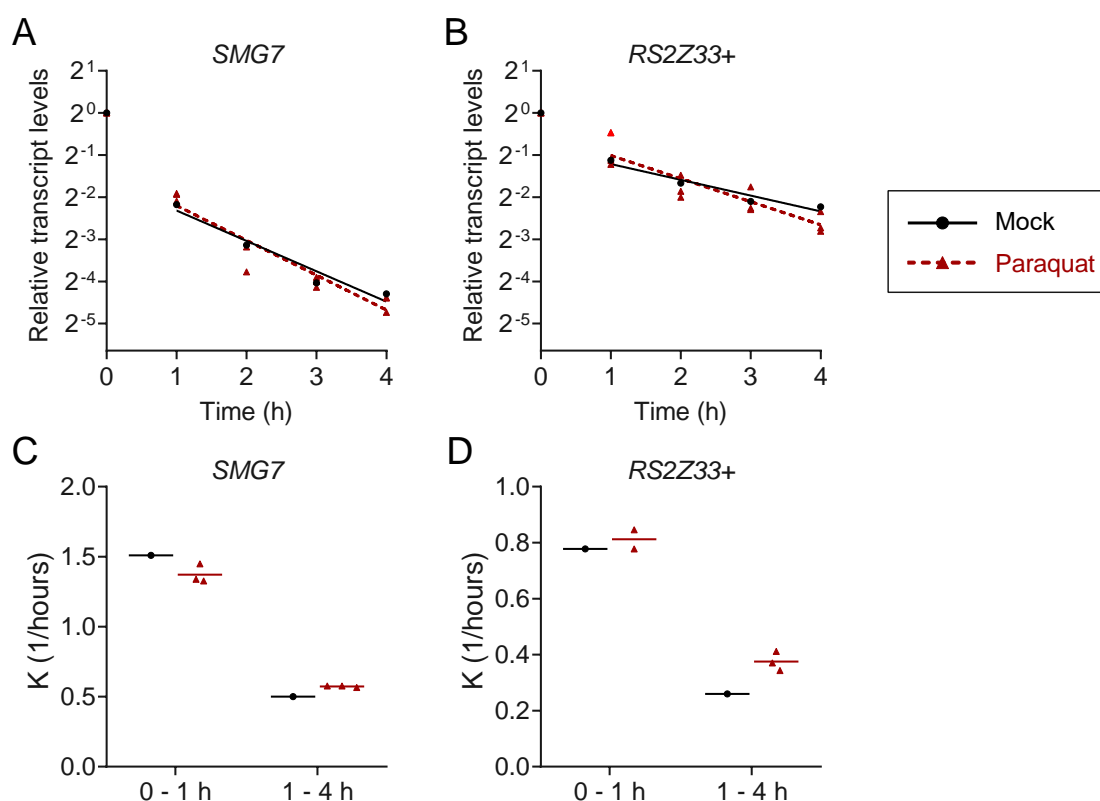 A
SMG7
Relative transcript levels
2^1
2^0
2^-1
2^-2
2^-3
2^-4
2^-5
0 1 2 3 4
Time (h)
B
RS2Z33+
Relative transcript levels
2^1
2^0
2^-1
2^-2
2^-3
2^-4
2^-5
0 1 2 3 4
Time (h)
Mock
Paraquat
C
SMG7
K (1/hours)
2.0
1.5
1.0
0.5
0.0
0 - 1 h 1 - 4 h
D
RS2Z33+
K (1/hours)
1.0
0.8
0.6
0.4
0.2
0.0
0 - 1 h 1 - 4 h